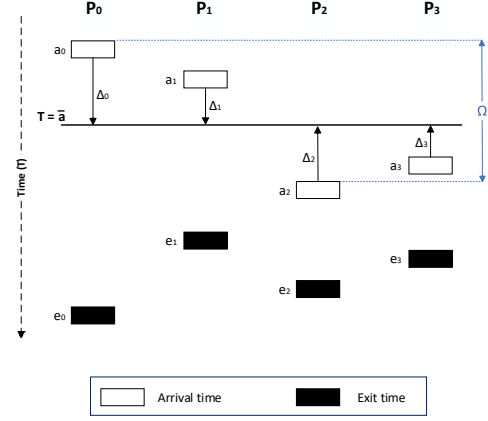 P₀ P₁ P₂ P₃
a₀
a₁
Δ₀
Δ₁
Ω
T = a̅
Δ₂
Δ₃
a₃
a₂
Time (T)
e₁
e₃
e₂
e₀
Arrival time Exit time